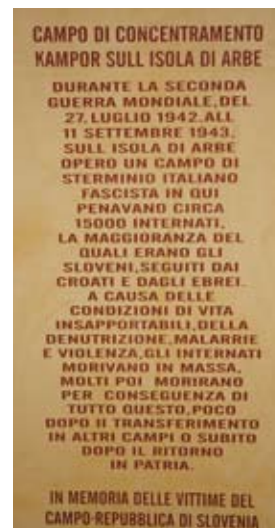 CAMPO DI CONCENTRAMENTO
KAMPOR SULL ISOLA DI ARBE
DURANTE LA SECONDA
GUERRA MONDIALE, DEL
27. LUGLIO 1942. ALL
11 SETTEMBRE 1943,
SULL ISOLA DI ARBE
OPERO UN CAMPO DI
STERMINIO ITALIANO
FASCISTA IN QUI
PENAVANO CIRCA
15000 INTERNATI,
LA MAGGIORANZA DEL
QUALI ERANO GLI
SLOVENI, SEGUITI DAI
CROATI E DAGLI EBREI.
A CAUSA DELLE
CONDIZIONI DI VITA
INSAPPORTABILI, DELLA
DENUTRIZIONE, MALARRIE
E VIOLENZA, GLI INTERNATI
MORIVANO IN MASSA,
MOLTI POI MORIRANO
PER CONSEGUENZA DI
TUTTO QUESTO, POCO
DOPO II TRANSFERIMENTO
IN ALTRI CAMPI O SUBITO
DOPO IL RITORNO
IN PATRIA.
IN MEMORIA DELLE VITTIME DEL
CAMPO-REPUBBLICA DI SLOVENIA